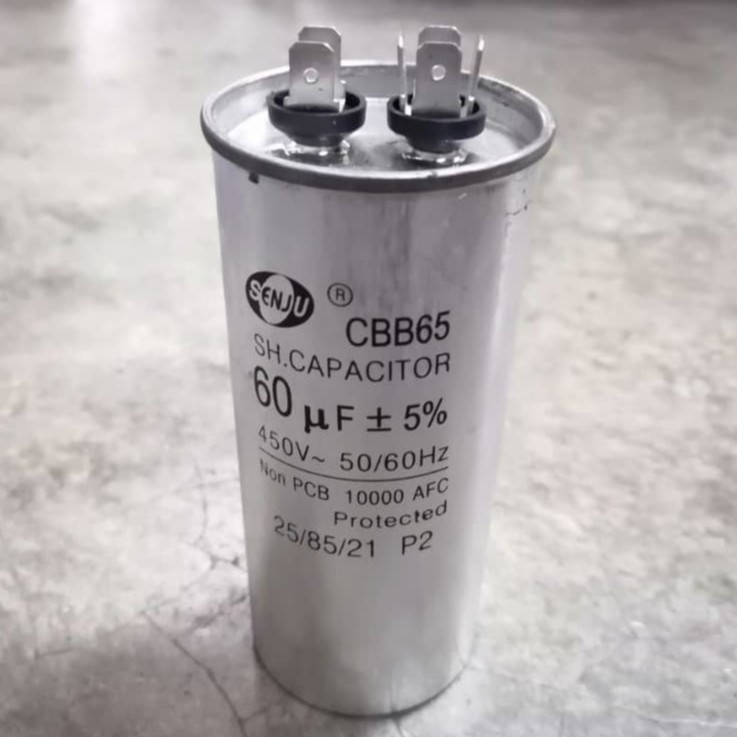 SENJU ®
CBB65
SH.CAPACITOR
60 μF ± 5%
450V~ 50/60Hz
Non PCB 10000 AFC
Protected
25/85/21 P2